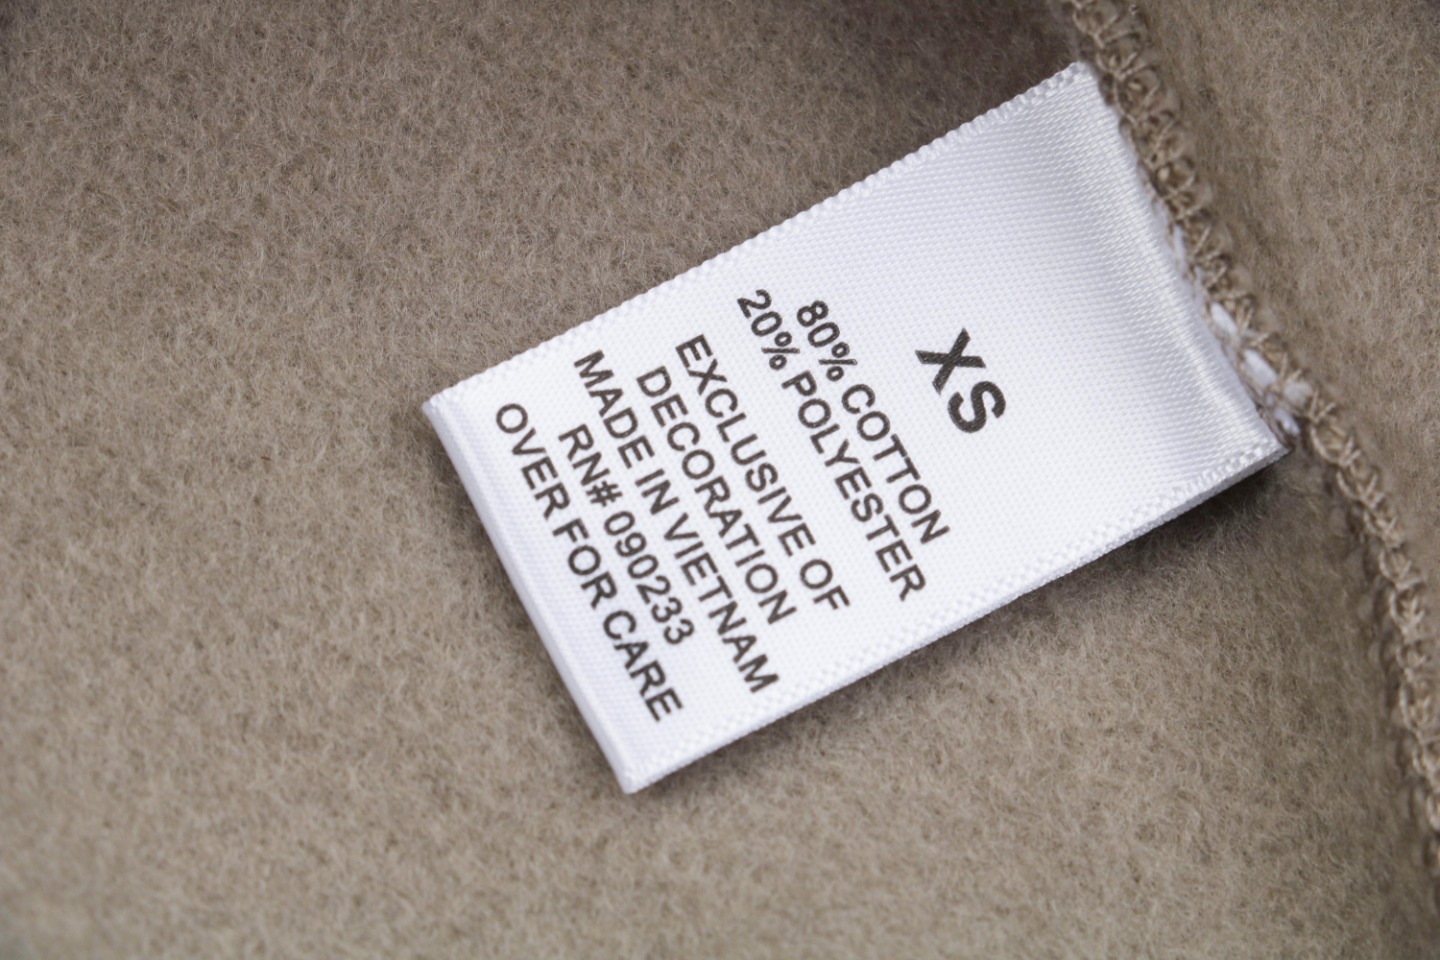 XS
80% COTTON
20% POLYESTER
EXCLUSIVE OF
DECORATION
MADE IN VIETNAM
RN# 090233
OVER FOR CARE